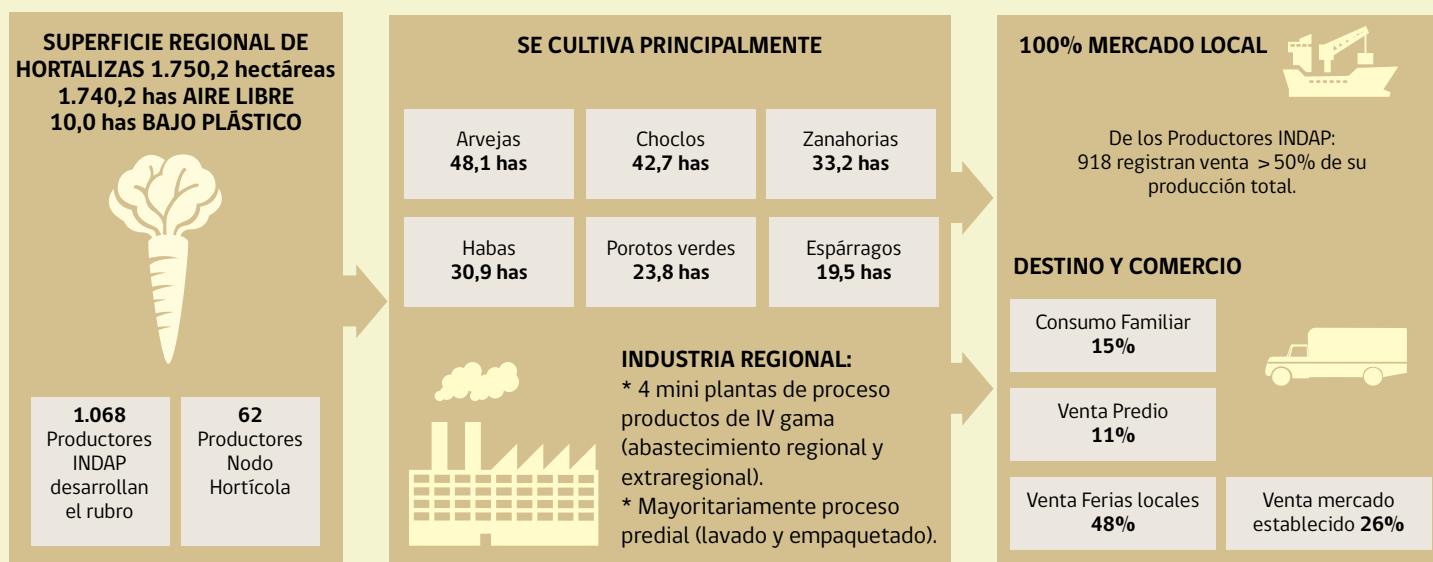 SUPERFICIE REGIONAL DE
HORTALIZAS 1.750,2 hectáreas
1.740,2 has AIRE LIBRE
10,0 has BAJO PLÁSTICO
1.068
Productores
INDAP
desarrollan
el rubro
62
Productores
Nodo
Hortícola
SE CULTIVA PRINCIPALMENTE
Arvejas
48,1 has
Choclos
42,7 has
Zanahorias
33,2 has
Habas
30,9 has
Porotos verdes
23,8 has
Espárragos
19,5 has
INDUSTRIA REGIONAL:
* 4 mini plantas de proceso
productos de IV gama
(abastecimiento regional y
extraregional).
* Mayoritariamente proceso
predial (lavado y empaquetado).
100% MERCADO LOCAL
De los Productores INDAP:
918 registran venta > 50% de su
producción total.
DESTINO Y COMERCIO
Consumo Familiar
15%
Venta Predio
11%
Venta Ferias locales
48%
Venta mercado
establecido 26%